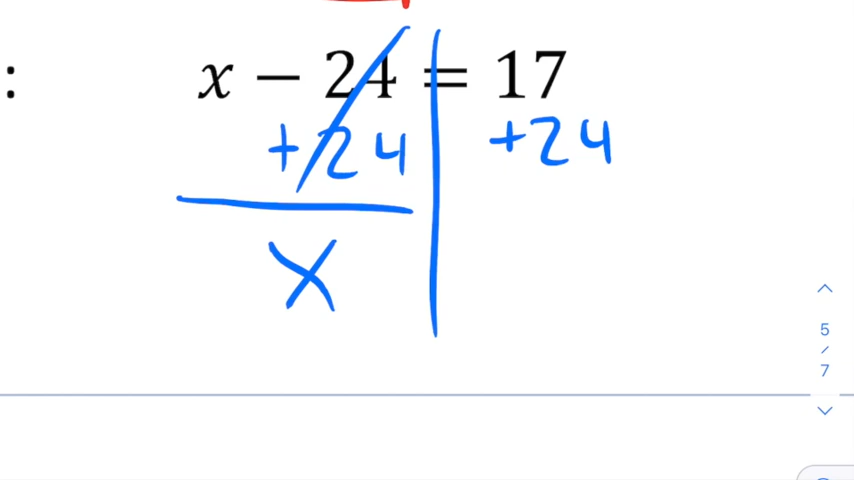 : x − 24 = 17
+24 +24
x
5
/
7